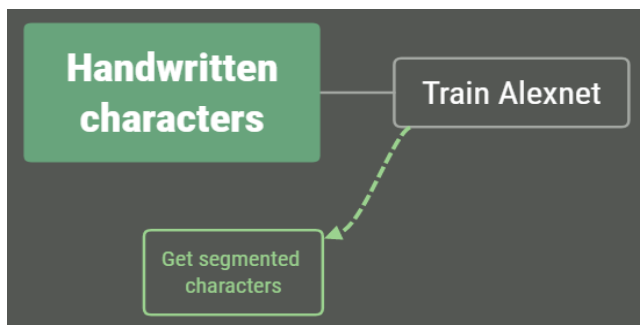 Handwritten
characters
Train Alexnet
Get segmented
characters